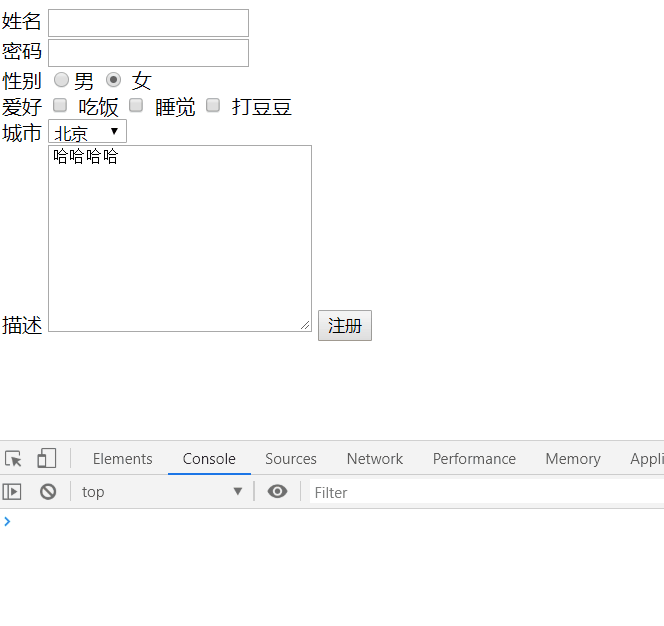 姓名
密码
性别 男 女
爱好 吃饭 睡觉 打豆豆
城市 北京
哈哈哈哈
描述 注册
Elements Console Sources Network Performance Memory Appli
top Filter